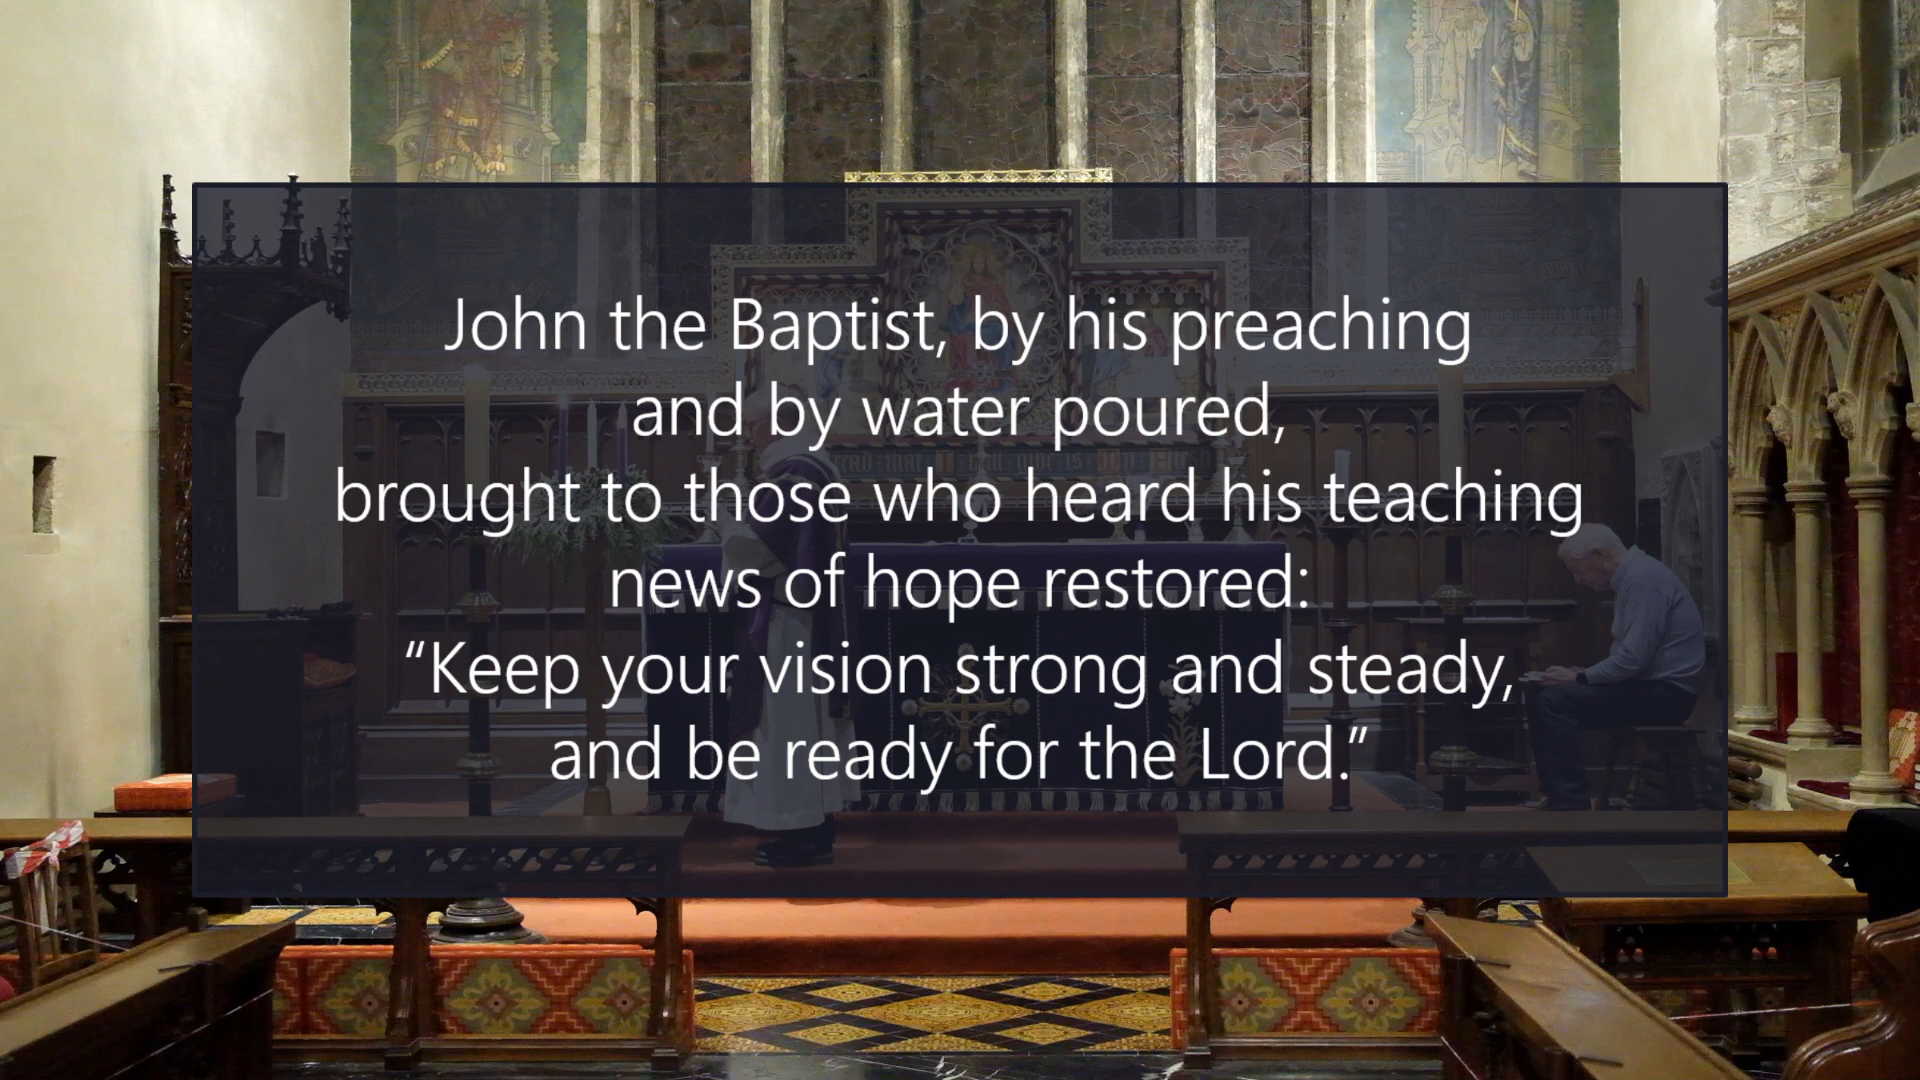 John the Baptist, by his preaching
and by water poured,
brought to those who heard his teaching
news of hope restored:
“Keep your vision strong and steady,
and be ready for the Lord.”